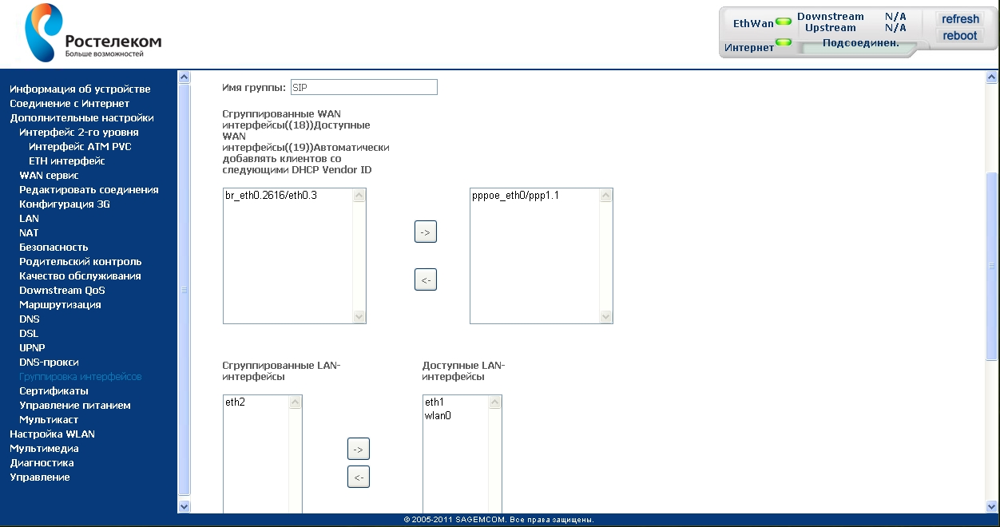 Ростелеком
Больше возможностей
EthWan
Downstream N/A
Upstream N/A
Интернет
Подсоединен.
refresh
reboot
Информация об устройстве
Соединение с Интернет
Дополнительные настройки
Интерфейс 2-го уровня
Интерфейс ATM PVC
ETH интерфейс
WAN сервис
Редактировать соединения
Конфигурация 3G
LAN
NAT
Безопасность
Родительский контроль
Качество обслуживания
Downstream QoS
Маршрутизация
DNS
DSL
UPNP
DNS-прокси
Группировка интерфейсов
Сертификаты
Управление питанием
Мультикаст
Настройка WLAN
Мультимедиа
Диагностика
Управление
Имя группы: SIP
Сгруппированные WAN
интерфейсы((18))Доступные
WAN
интерфейсы((19))Автоматически
добавлять клиентов со
следующими DHCP Vendor ID
br_eth0.2616/eth0.3
->
<-
pppoe_eth0/ppp1.1
Сгруппированные LAN-
интерфейсы
Доступные LAN-
интерфейсы
eth2
->
<-
eth1
wlan0
© 2005-2011 SAGEMCOM. Все права защищены.